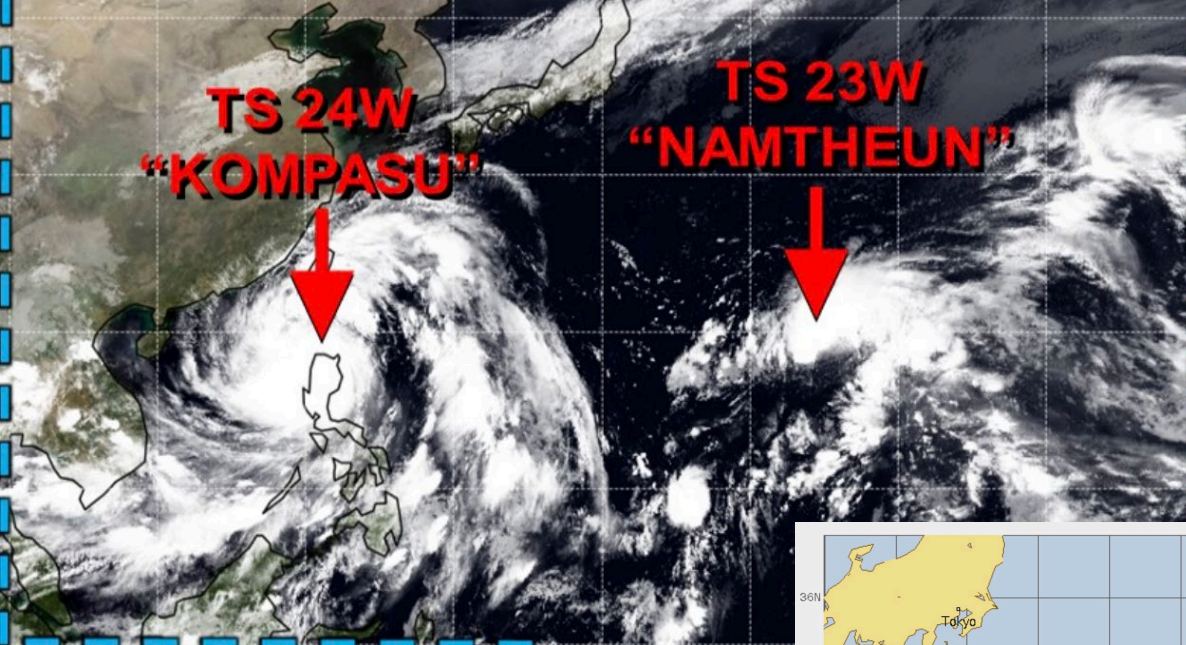 TS 24W
“KOMPASU”
TS 23W
“NAMTHEUN”
36N
Tokyo